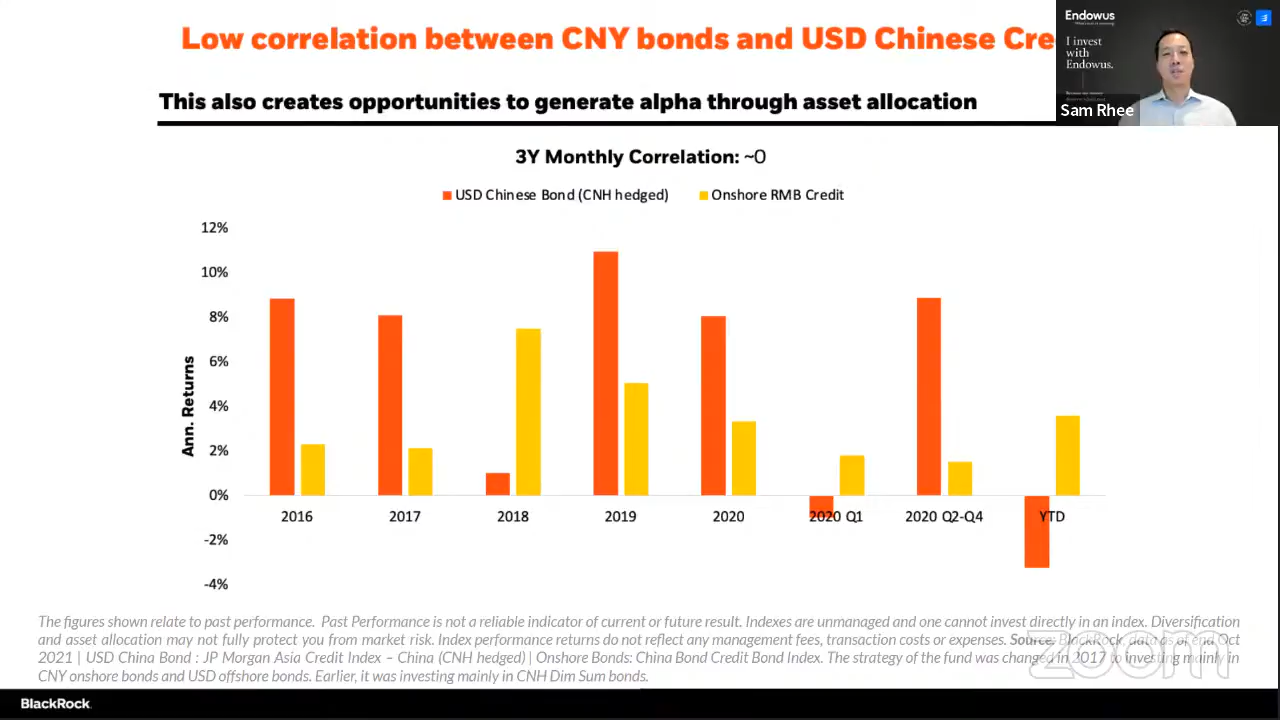 Low correlation between CNY bonds and USD Chinese Cre
This also creates opportunities to generate alpha through asset allocation
Endowus
I invest
with
Endowus.
Sam Rhee
3Y Monthly Correlation: ~0
USD Chinese Bond (CNH hedged) Onshore RMB Credit
Ann. Returns
12%
10%
8%
6%
4%
2%
0%
-2%
-4%
2016 2017 2018 2019 2020 2020 Q1 2020 Q2-Q4 YTD
The figures shown relate to past performance. Past Performance is not a reliable indicator of current or future result. Indexes are unmanaged and one cannot invest directly in an index. Diversification
and asset allocation may not fully protect you from market risk. Index performance returns do not reflect any management fees, transaction costs or expenses. Source: BlackRock, data as of end Oct
2021 | USD China Bond : JP Morgan Asia Credit Index – China (CNH hedged) | Onshore Bonds: China Bond Credit Bond Index. The strategy of the fund was changed in 2017 to investing mainly in
CNY onshore bonds and USD offshore bonds. Earlier, it was investing mainly in CNH Dim Sum bonds.
zoom
BlackRock.